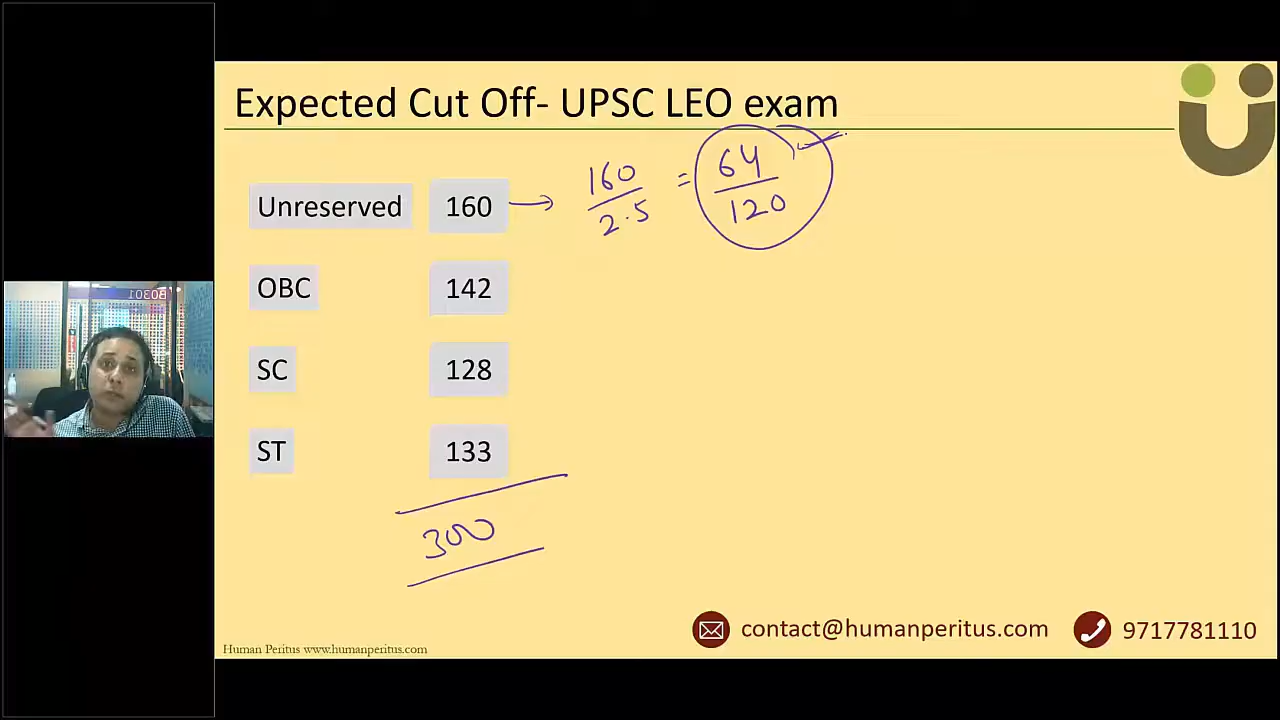 Expected Cut Off- UPSC LEO exam
Unreserved 160 → 160/2.5 = 64/120
OBC 142
SC 128
ST 133
300
contact@humanperitus.com 9717781110
Human Peritus www.humanperitus.com
B0301